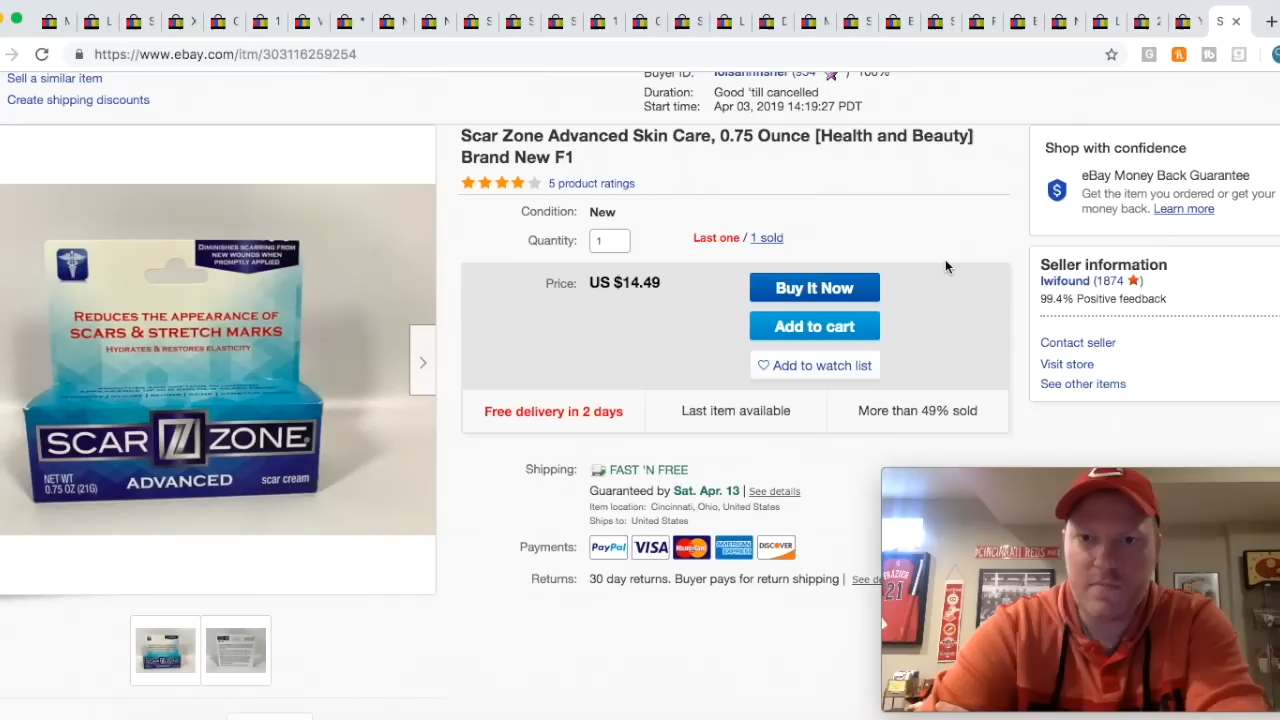 https://www.ebay.com/itm/303116259254
Sell a similar item
Create shipping discounts
Buyer ID:
100%
Duration: Good 'till cancelled
Start time: Apr 03, 2019 14:19:27 PDT
Scar Zone Advanced Skin Care, 0.75 Ounce [Health and Beauty]
Brand New F1
5 product ratings
Condition: New
Quantity: 1
Last one / 1 sold
Price: US $14.49
Buy It Now
Add to cart
Add to watch list
Free delivery in 2 days
Last item available
More than 49% sold
Shipping: FAST 'N FREE
Guaranteed by Sat. Apr. 13 | See details
Item location: Cincinnati, Ohio, United States
Ships to: United States
Payments: PayPal VISA MasterCard AMERICAN EXPRESS DISCOVER
Returns: 30 day returns. Buyer pays for return shipping | See de
Shop with confidence
eBay Money Back Guarantee
Get the item you ordered or get your
money back. Learn more
Seller information
lwifound (1874)
99.4% Positive feedback
Contact seller
Visit store
See other items
DIMINISHES SCARRING FROM
NEW WOUNDS WHEN
PROMPTLY APPLIED
REDUCES THE APPEARANCE OF
SCARS & STRETCH MARKS
HYDRATES & RESTORES ELASTICITY
SCAR Z ZONE
NET WT
0.75 OZ (21G)
ADVANCED
scar cream
CINCINNATI REDS
FRAZIER
21